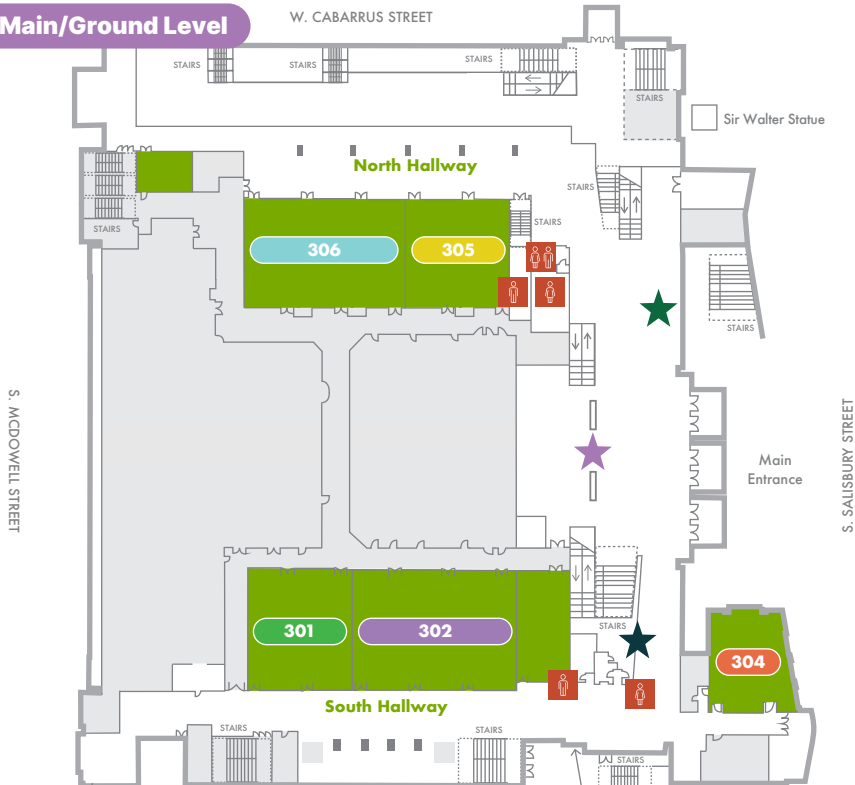 Main/Ground Level
W. CABARRUS STREET
STAIRS
STAIRS
STAIRS
STAIRS
Sir Walter Statue
North Hallway
STAIRS
STAIRS
STAIRS
306
305
STAIRS
S. MCDOWELL STREET
Main
Entrance
S. SALISBURY STREET
301
302
STAIRS
304
South Hallway
STAIRS
STAIRS
STAIRS